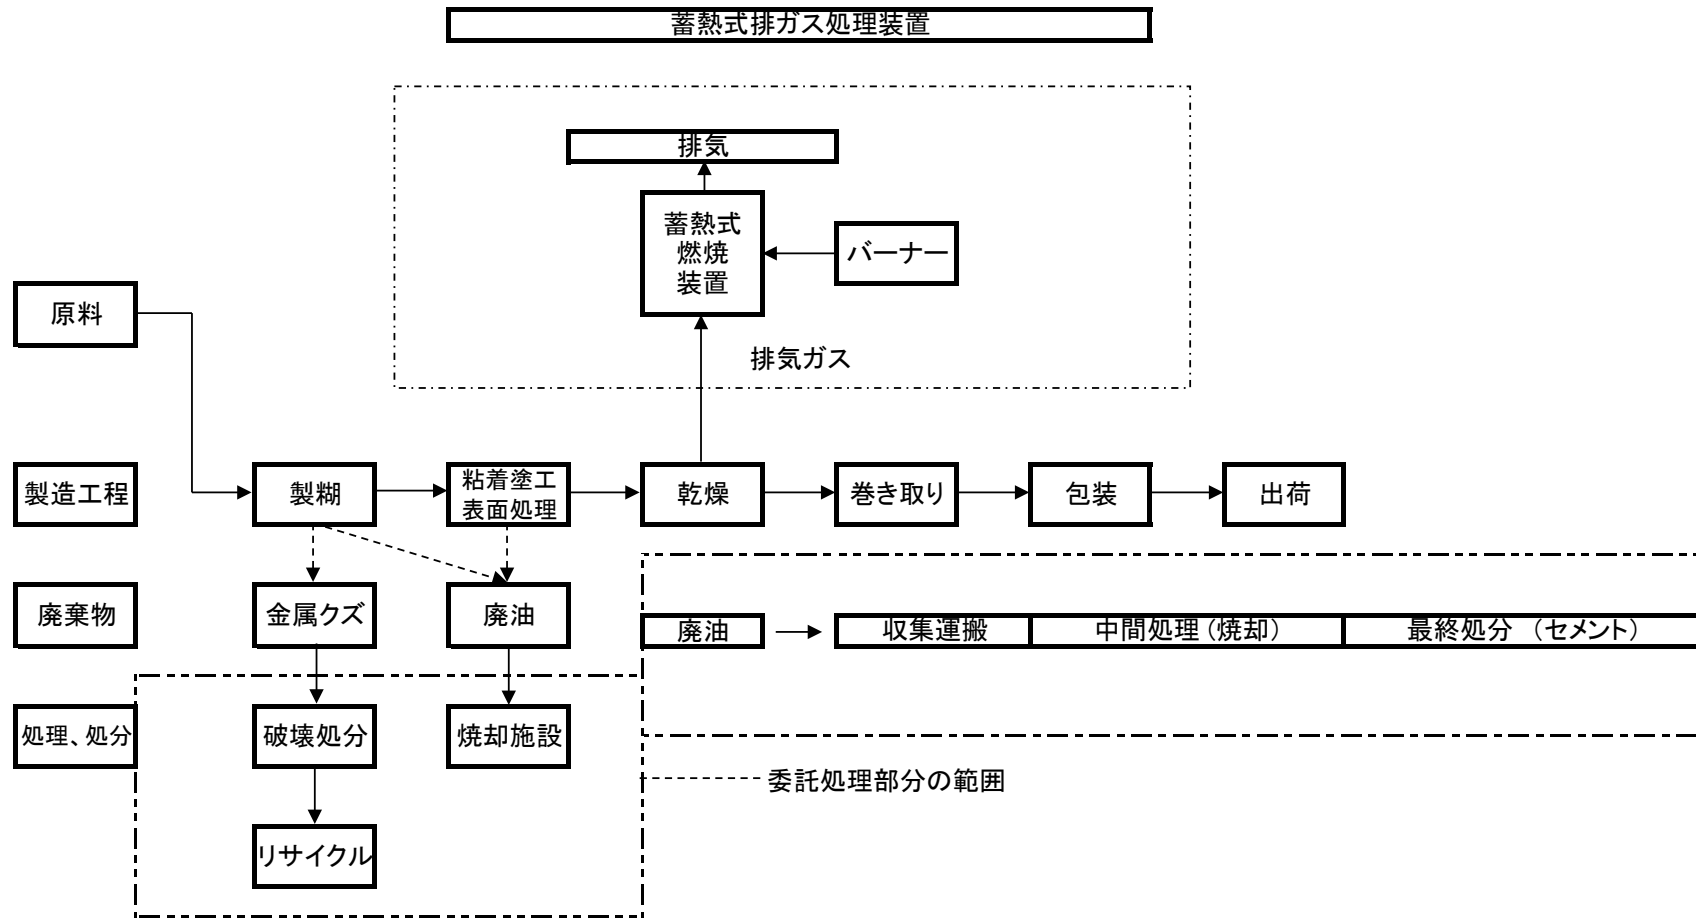 蓄熱式排ガス処理装置
排気
蓄熱式
燃焼
装置
バーナー
原料
排気ガス
製造工程
製糊
粘着塗工
表面処理
乾燥
巻き取り
包装
出荷
廃棄物
金属クズ
廃油
廃油
収集運搬
中間処理(焼却)
最終処分 (セメント)
処理、処分
破壊処分
焼却施設
委託処理部分の範囲
リサイクル